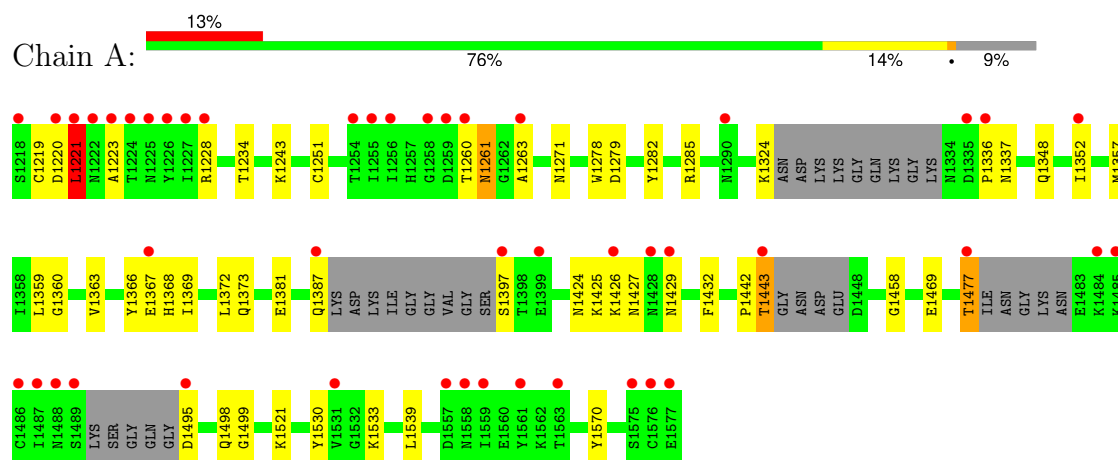 13%
Chain A:
76% 14% • 9%
S1218 C1219 D1220 L1221 N1222 A1223 T1224 N1225 Y1226 I1227 R1228 T1234 K1243 C1251 T1254 I1255 I1256 H1257 G1258 D1259 T1260 N1261 G1262 A1263 N1271 W1278 D1279 Y1282 R1285 N1290 K1324 ASN ASP LYS LYS GLY GLN LYS GLY LYS N1334 D1335 P1336 N1337 Q1348 I1352 M1357
I1358 L1359 G1360 V1363 Y1366 E1367 H1368 I1369 L1372 Q1373 E1381 Q1387 LYS ASP LYS ILE GLY GLY VAL GLY SER S1397 T1398 E1399 N1424 K1425 K1426 N1427 N1428 N1429 F1432 P1442 T1443 GLY ASN ASP GLU D1448 G1458 E1469 T1477 ILE ASN GLY LYS ASN E1483 K1484 K1485
C1486 I1487 N1488 S1489 LYS SER GLY GLN GLY D1495 Q1498 G1499 K1521 Y1530 V1531 G1532 K1533 L1539 D1557 N1558 I1559 E1560 Y1561 K1562 T1563 Y1570 S1575 C1576 E1577